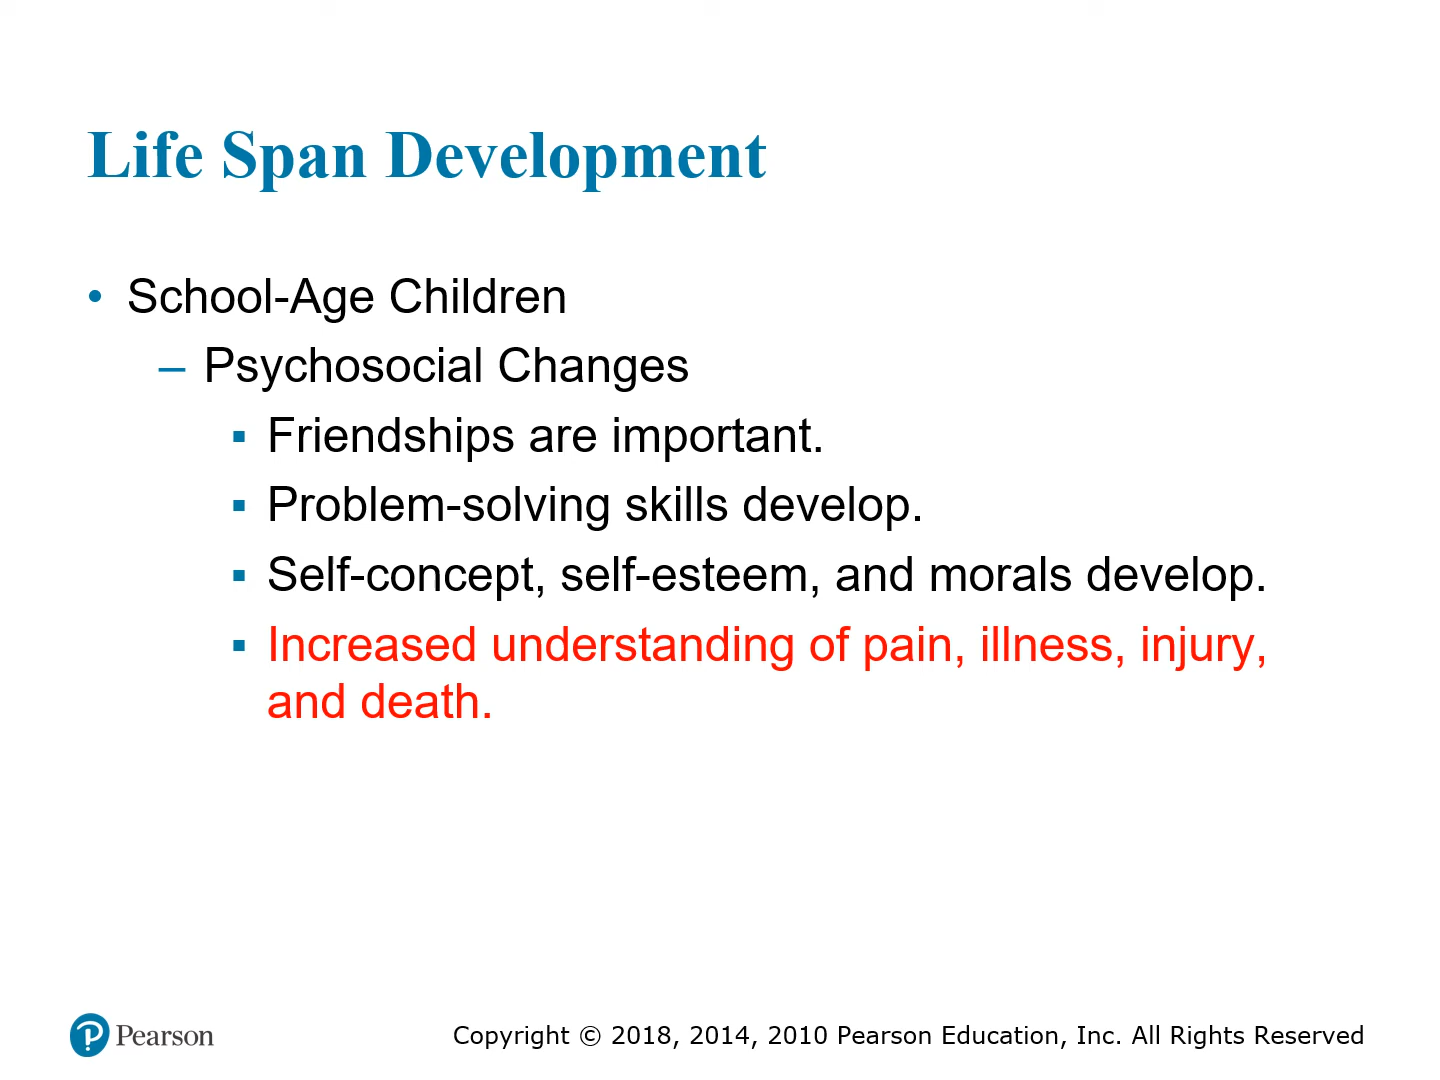 Life Span Development
• School-Age Children
– Psychosocial Changes
▪ Friendships are important.
▪ Problem-solving skills develop.
▪ Self-concept, self-esteem, and morals develop.
▪ Increased understanding of pain, illness, injury,
and death.
Pearson
Copyright © 2018, 2014, 2010 Pearson Education, Inc. All Rights Reserved